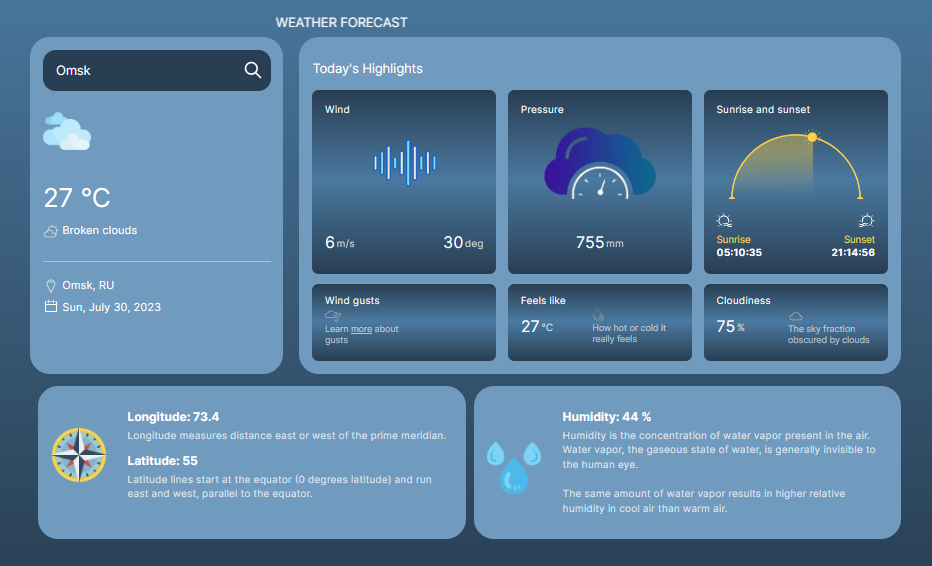 WEATHER FORECAST
Omsk
27 °C
Broken clouds
Omsk, RU
Sun, July 30, 2023
Today's Highlights
Wind
6 m/s
30 deg
Pressure
755 mm
Sunrise and sunset
Sunrise
05:10:35
Sunset
21:14:56
Wind gusts
Learn more about
gusts
Feels like
27 °C
How hot or cold it
really feels
Cloudiness
75 %
The sky fraction
obscured by clouds
Longitude: 73.4
Longitude measures distance east or west of the prime meridian.
Latitude: 55
Latitude lines start at the equator (0 degrees latitude) and run
east and west, parallel to the equator.
Humidity: 44 %
Humidity is the concentration of water vapor present in the air.
Water vapor, the gaseous state of water, is generally invisible to
the human eye.
The same amount of water vapor results in higher relative
humidity in cool air than warm air.